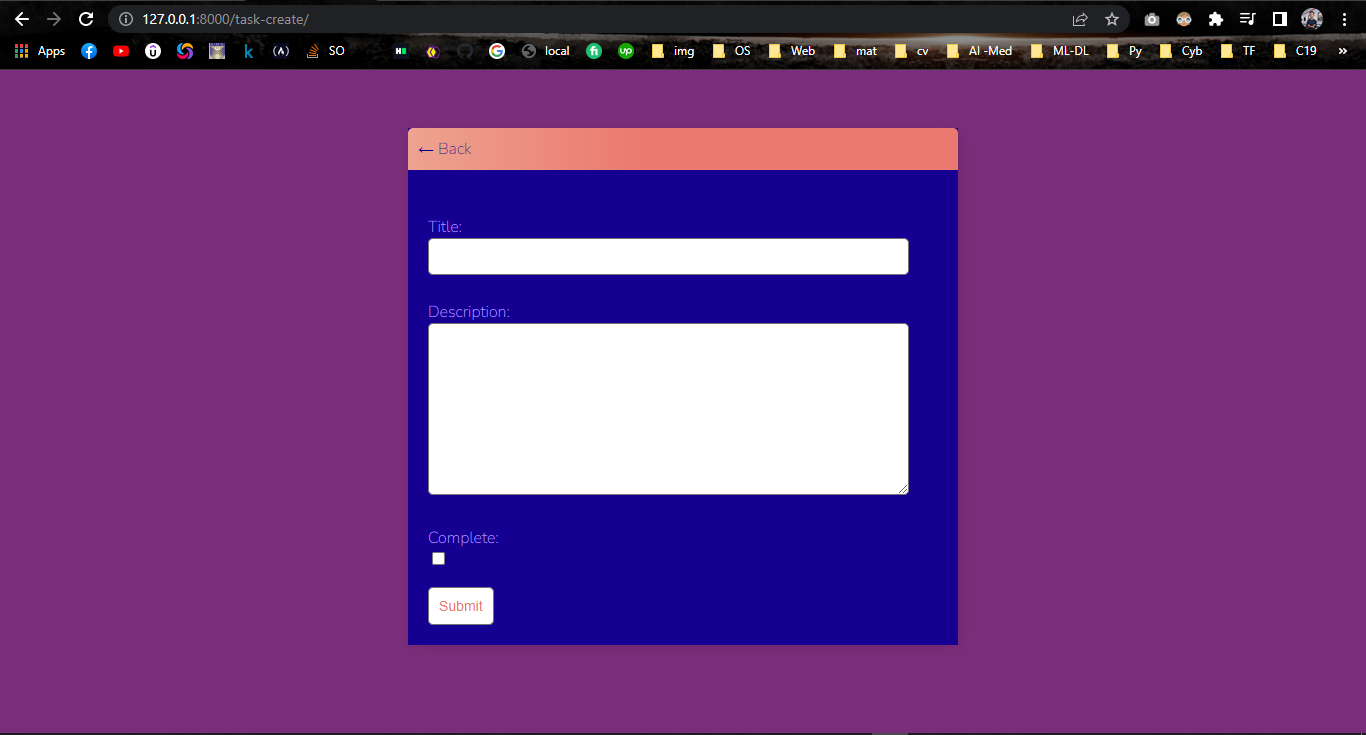 127.0.0.1:8000/task-create/
Apps SO local img OS Web mat cv AI -Med ML-DL Py Cyb TF C19 »
← Back
Title:
Description:
Complete:
Submit